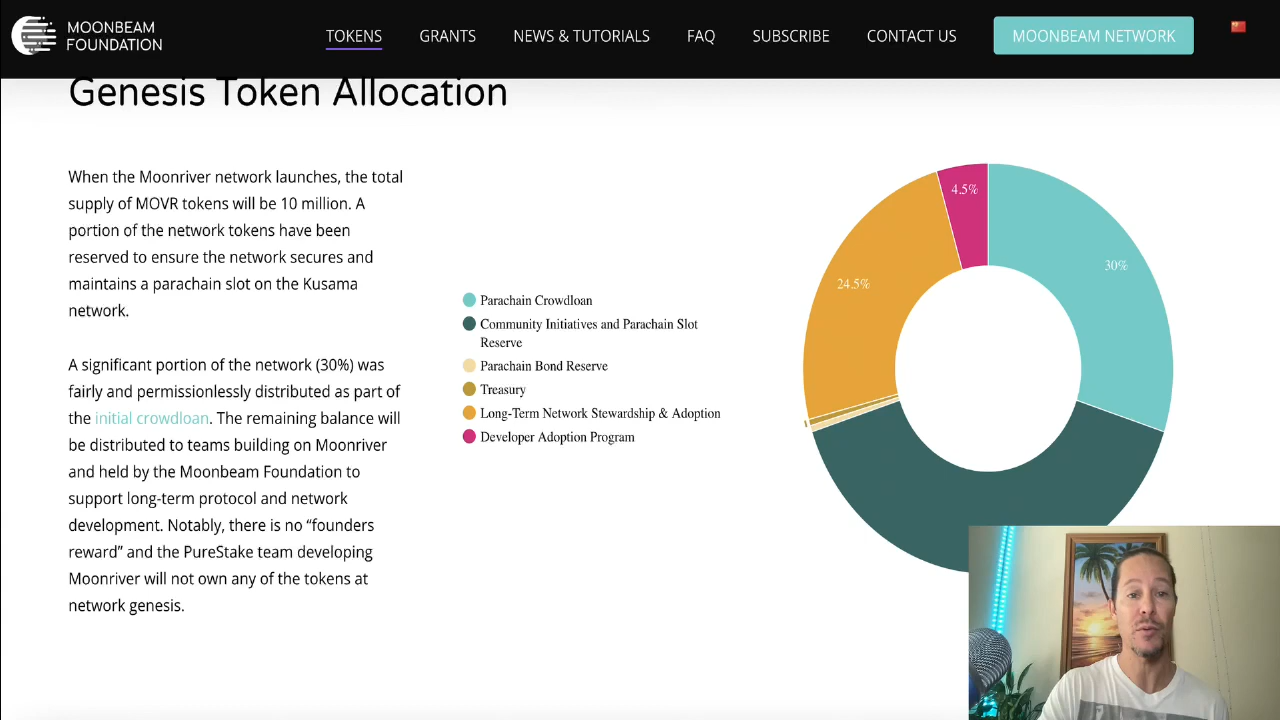 MOONBEAM
FOUNDATION
TOKENS
GRANTS
NEWS & TUTORIALS
FAQ
SUBSCRIBE
CONTACT US
MOONBEAM NETWORK
Genesis Token Allocation
When the Moonriver network launches, the total
supply of MOVR tokens will be 10 million. A
portion of the network tokens have been
reserved to ensure the network secures and
maintains a parachain slot on the Kusama
network.
A significant portion of the network (30%) was
fairly and permissionlessly distributed as part of
the initial crowdloan. The remaining balance will
be distributed to teams building on Moonriver
and held by the Moonbeam Foundation to
support long-term protocol and network
development. Notably, there is no “founders
reward” and the PureStake team developing
Moonriver will not own any of the tokens at
network genesis.
Parachain Crowdloan
Community Initiatives and Parachain Slot
Reserve
Parachain Bond Reserve
Treasury
Long-Term Network Stewardship & Adoption
Developer Adoption Program
4.5%
30%
24.5%